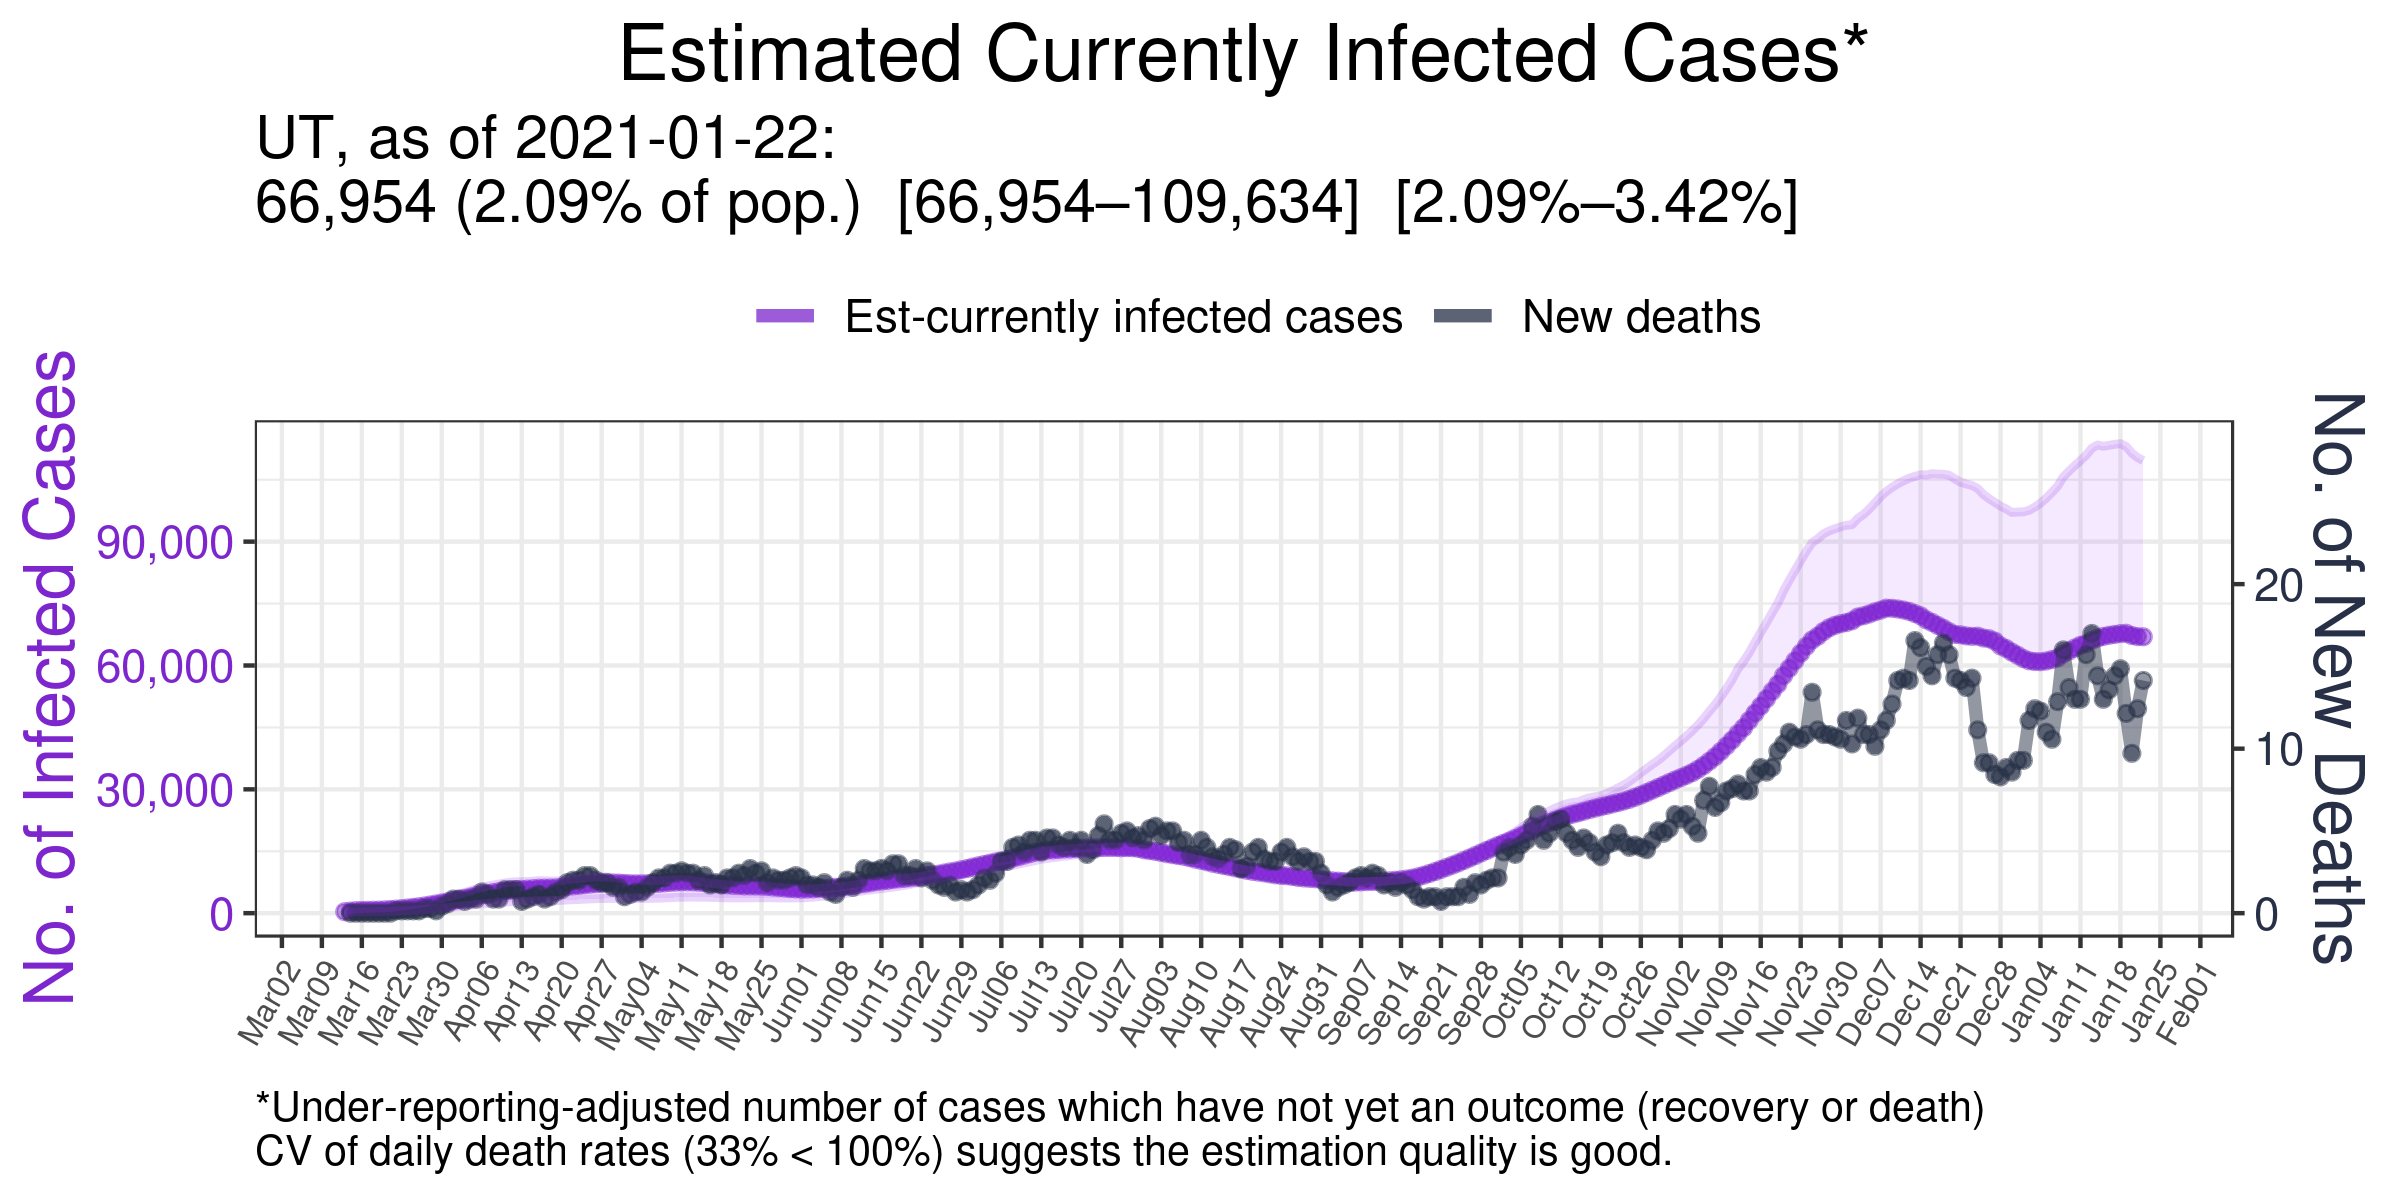 Estimated Currently Infected Cases*
UT, as of 2021-01-22:
66,954 (2.09% of pop.)  [66,954–109,634]  [2.09%–3.42%]
Est-currently infected cases
New deaths
No. of Infected Cases
90,000
60,000
30,000
0
20
10
0
No. of New Deaths
Mar02
Mar09
Mar16
Mar23
Mar30
Apr06
Apr13
Apr20
Apr27
May04
May11
May18
May25
Jun01
Jun08
Jun15
Jun22
Jun29
Jul06
Jul13
Jul20
Jul27
Aug03
Aug10
Aug17
Aug24
Aug31
Sep07
Sep14
Sep21
Sep28
Oct05
Oct12
Oct19
Oct26
Nov02
Nov09
Nov16
Nov23
Nov30
Dec07
Dec14
Dec21
Dec28
Jan04
Jan11
Jan18
Jan25
Feb01
*Under-reporting-adjusted number of cases which have not yet an outcome (recovery or death)
CV of daily death rates (33% < 100%) suggests the estimation quality is good.